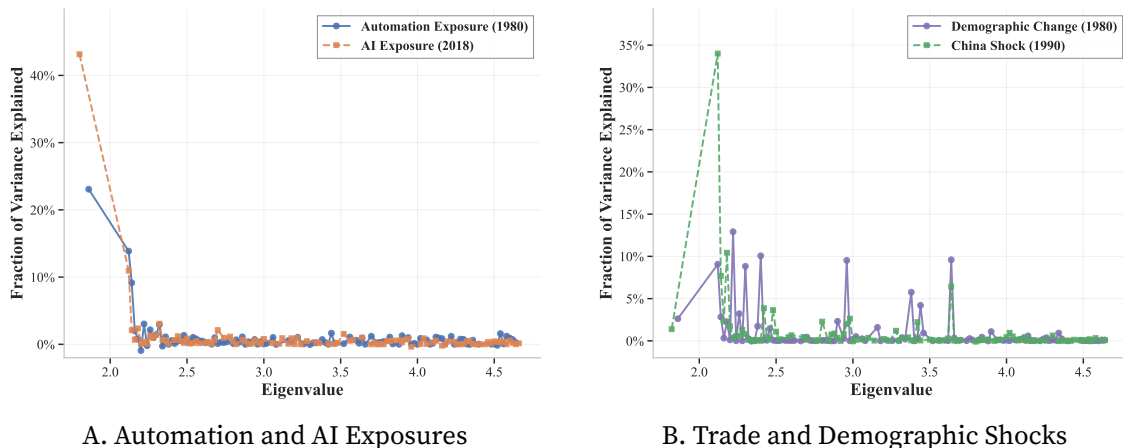 Automation Exposure (1980)
AI Exposure (2018)
Fraction of Variance Explained
40%
30%
20%
10%
0%
2.0 2.5 3.0 3.5 4.0 4.5
Eigenvalue
A. Automation and AI Exposures
Demographic Change (1980)
China Shock (1990)
Fraction of Variance Explained
35%
30%
25%
20%
15%
10%
5%
0%
2.0 2.5 3.0 3.5 4.0 4.5
Eigenvalue
B. Trade and Demographic Shocks